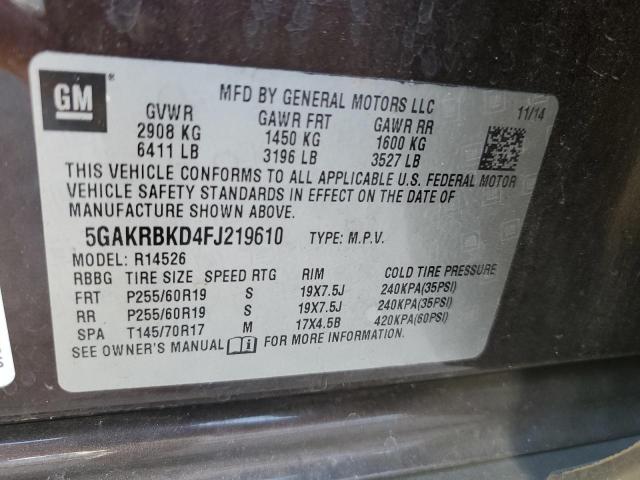 GM
MFD BY GENERAL MOTORS LLC
11/14
GVWR GAWR FRT GAWR RR
2908 KG 1450 KG 1600 KG
6411 LB 3196 LB 3527 LB
THIS VEHICLE CONFORMS TO ALL APPLICABLE U.S. FEDERAL MOTOR
VEHICLE SAFETY STANDARDS IN EFFECT ON THE DATE OF
MANUFACTURE SHOWN ABOVE.
5GAKRBKD4FJ219610 TYPE: M.P.V.
MODEL: R14526
RBBG TIRE SIZE SPEED RTG RIM COLD TIRE PRESSURE
FRT P255/60R19 S 19X7.5J 240KPA(35PSI)
RR P255/60R19 S 19X7.5J 240KPA(35PSI)
SPA T145/70R17 M 17X4.5B 420KPA(60PSI)
SEE OWNER'S MANUAL FOR MORE INFORMATION.